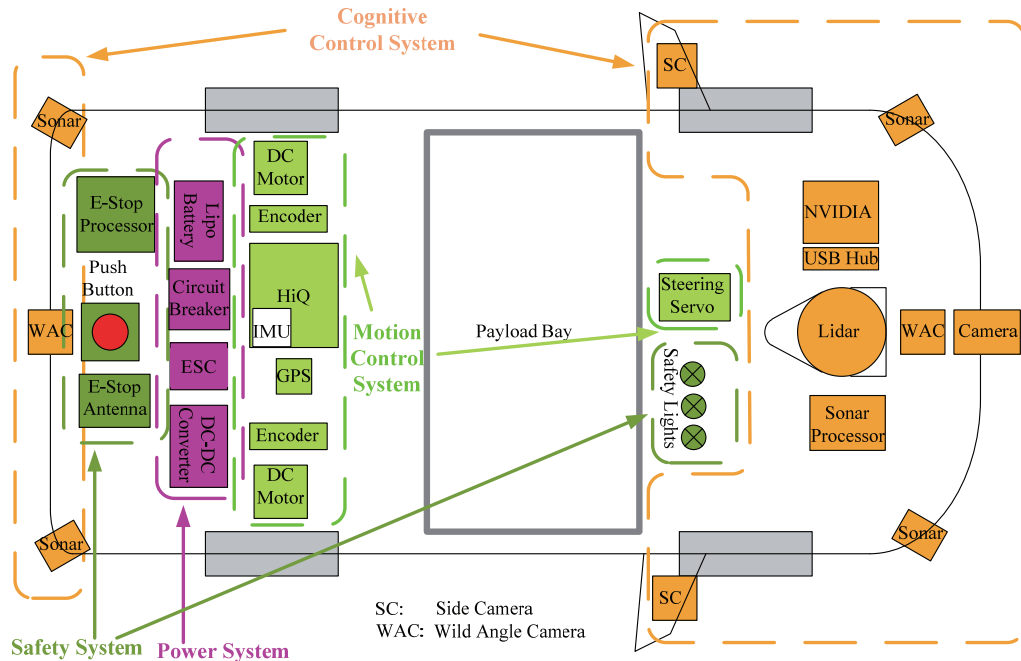 Cognitive
Control System
SC
Sonar
Sonar
DC
Motor
E-Stop
Processor
Lipo
Battery
Encoder
NVIDIA
USB Hub
Push
Button
Circuit
Breaker
HiQ
IMU
Steering
Servo
WAC
Motion
Control
System
Payload Bay
Lidar
WAC
Camera
ESC
GPS
Safety Lights
E-Stop
Antenna
DC-DC
Converter
Encoder
Sonar
Processor
DC
Motor
Sonar
Sonar
SC
SC: Side Camera
WAC: Wild Angle Camera
Safety System
Power System